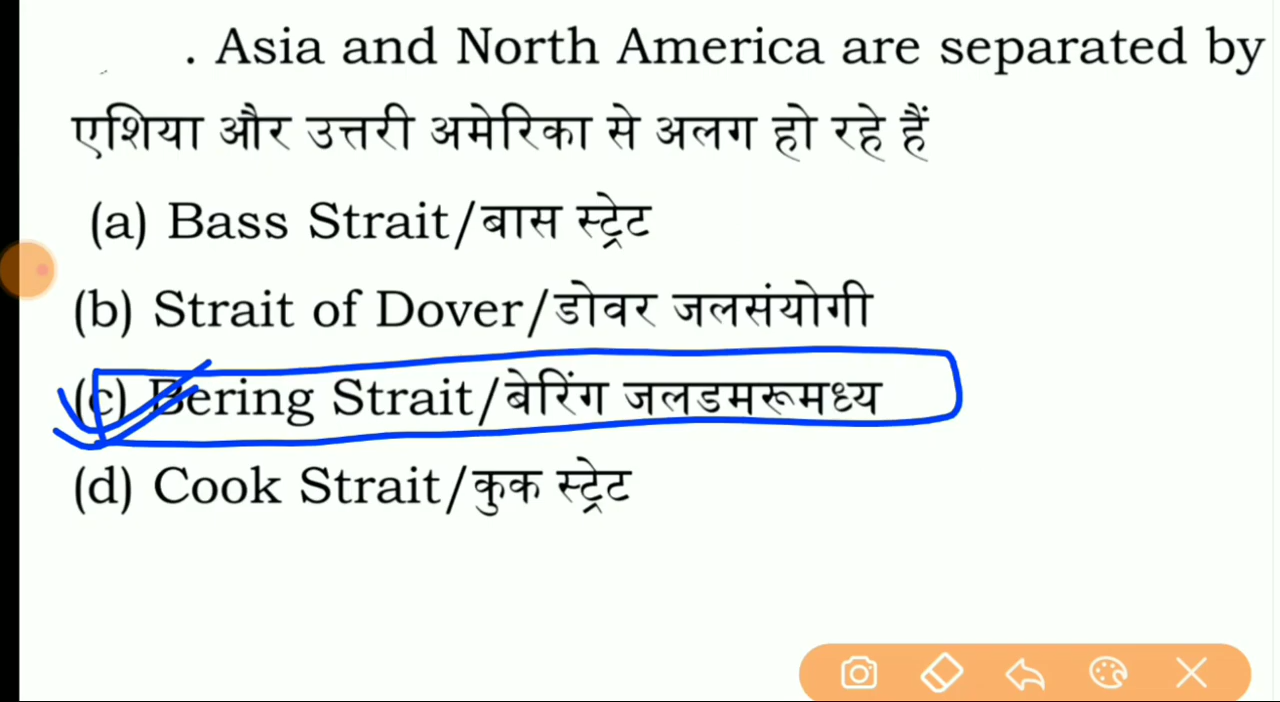 . Asia and North America are separated by
एशिया और उत्तरी अमेरिका से अलग हो रहे हैं
(a) Bass Strait/बास स्ट्रेट
(b) Strait of Dover/डोवर जलसंयोगी
(c) Bering Strait/बेरिंग जलडमरूमध्य
(d) Cook Strait/कुक स्ट्रेट